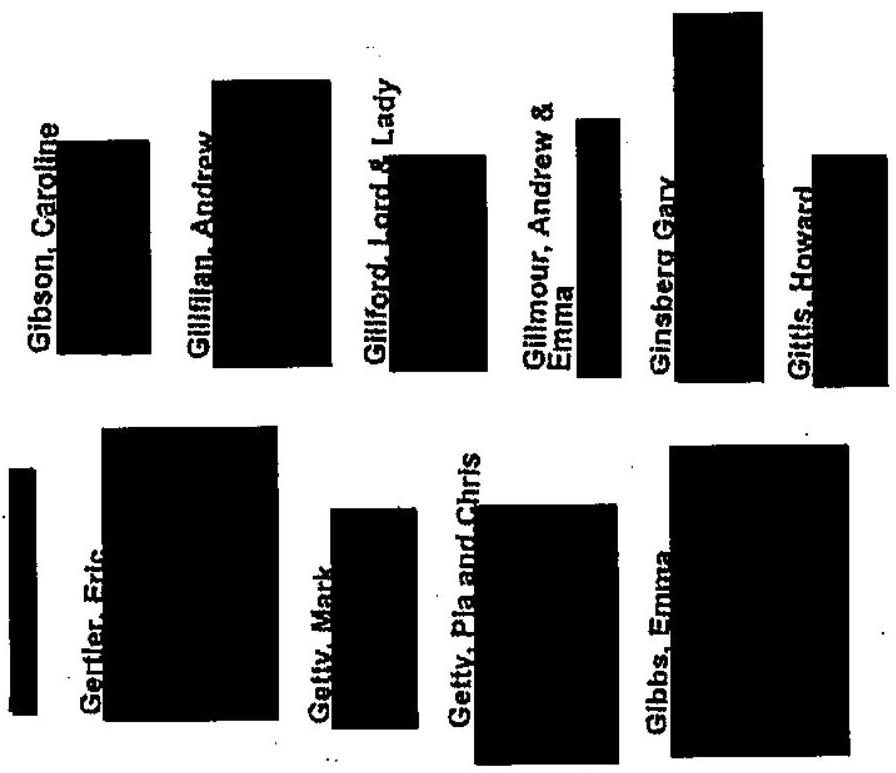 Gertler, Eric
Getty, Mark
Getty, Pia and Chris
Gibbs, Emma
Gibson, Caroline
Gillfilan, Andrew
Gillford, Lord & Lady
Gillmour, Andrew &
Emma
Ginsberg Gary
Gittis, Howard